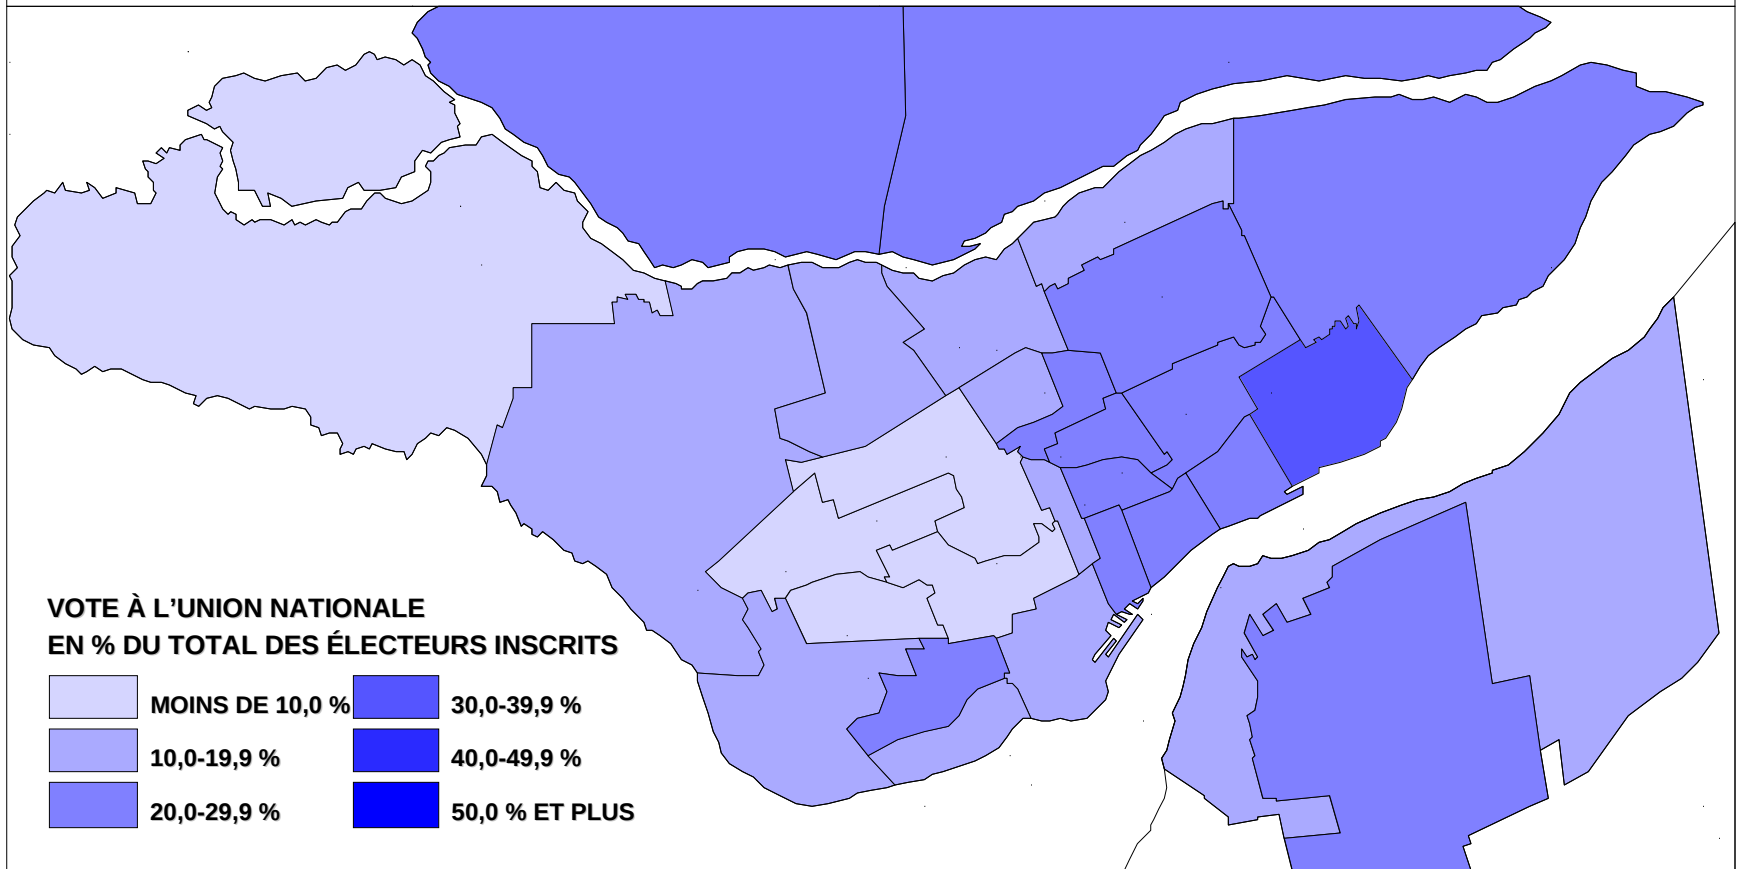 VOTE À L’UNION NATIONALE
EN % DU TOTAL DES ÉLECTEURS INSCRITS
MOINS DE 10,0 %
10,0-19,9 %
20,0-29,9 %
30,0-39,9 %
40,0-49,9 %
50,0 % ET PLUS